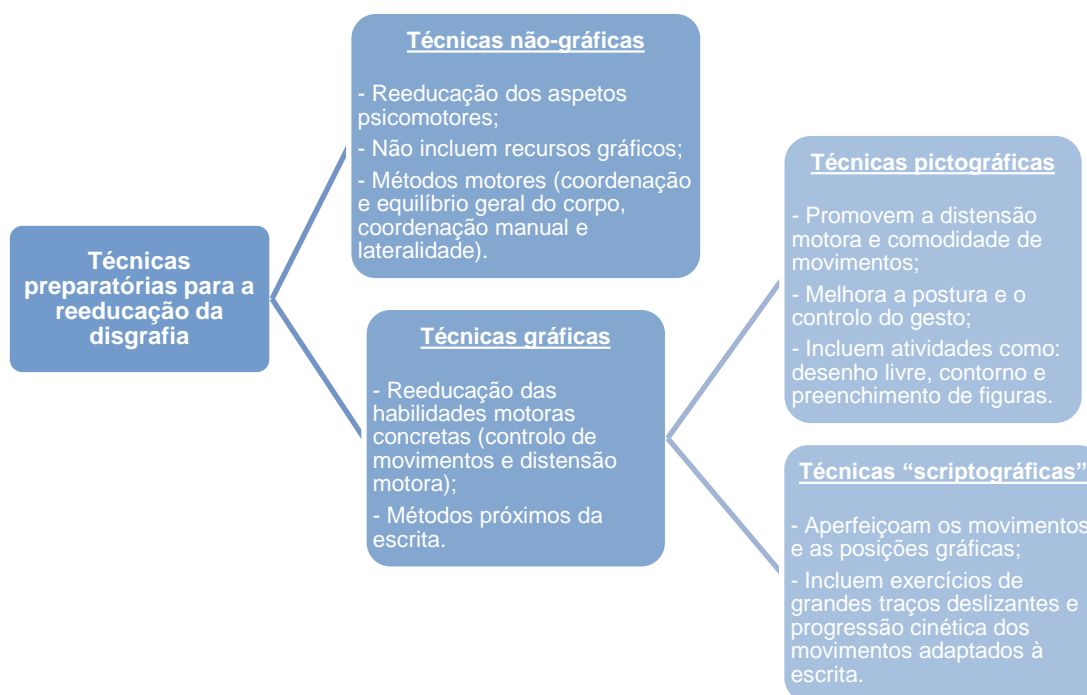 Técnicas
preparatórias para a
reeducação da
disgrafia
Técnicas não-gráficas
- Reeducação dos aspetos
psicomotores;
- Não incluem recursos gráficos;
- Métodos motores (coordenação
e equilíbrio geral do corpo,
coordenação manual e
lateralidade).
Técnicas gráficas
- Reeducação das
habilidades motoras
concretas (controlo de
movimentos e distensão
motora);
- Métodos próximos da
escrita.
Técnicas pictográficas
- Promovem a distensão
motora e comodidade de
movimentos;
- Melhora a postura e o
controlo do gesto;
- Incluem atividades como:
desenho livre, contorno e
preenchimento de figuras.
Técnicas “scriptográficas”
- Aperfeiçoam os movimentos
e as posições gráficas;
- Incluem exercícios de
grandes traços deslizantes e
progressão cinética dos
movimentos adaptados à
escrita.